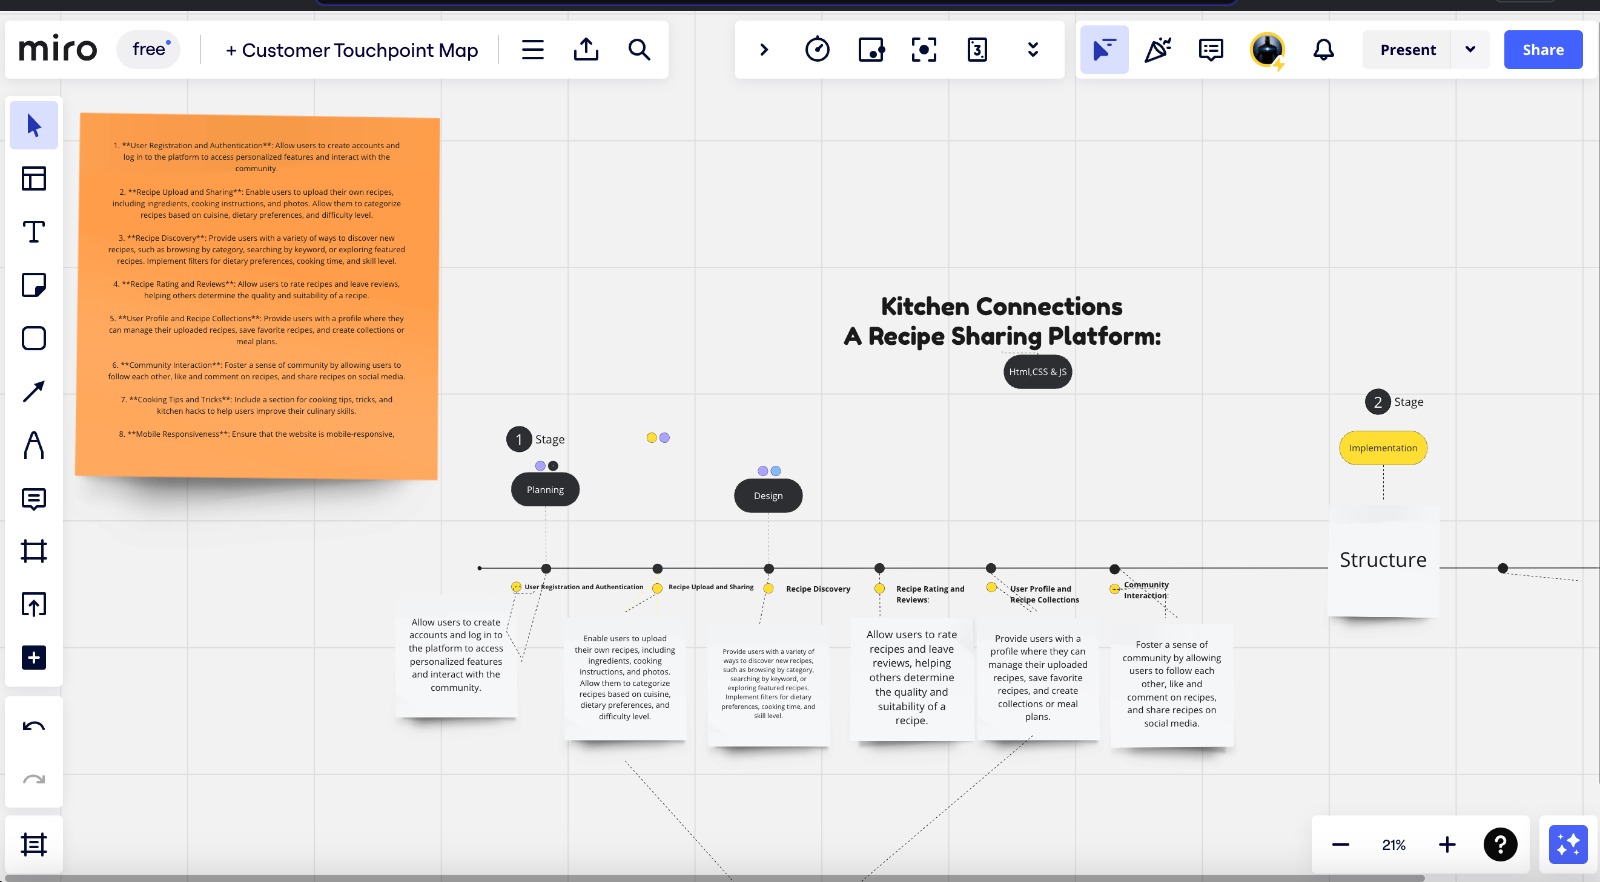 miro
free
+ Customer Touchpoint Map
3
Present
Share
1. **User Registration and Authentication**: Allow users to create accounts and
log in to the platform to access personalized features and interact with the
community.
2. **Recipe Upload and Sharing**: Enable users to upload their own recipes,
including ingredients, cooking instructions, and photos. Allow them to categorize
recipes based on cuisine, dietary preferences, and difficulty level.
3. **Recipe Discovery**: Provide users with a variety of ways to discover new
recipes, such as browsing by category, searching by keyword, or exploring featured
recipes. Implement filters for dietary preferences, cooking time, and skill level.
4. **Recipe Rating and Reviews**: Allow users to rate recipes and leave reviews,
helping others determine the quality and suitability of a recipe.
5. **User Profile and Recipe Collections**: Provide users with a profile where they
can manage their uploaded recipes, save favorite recipes, and create collections or
meal plans.
6. **Community Interaction**: Foster a sense of community by allowing users to
follow each other, like and comment on recipes, and share recipes on social media.
7. **Cooking Tips and Tricks**: Include a section for cooking tips, tricks, and
kitchen hacks to help users improve their culinary skills.
8. **Mobile Responsiveness**: Ensure that the website is mobile-responsive,
Kitchen Connections
A Recipe Sharing Platform:
Html,CSS & JS
1 Stage
Planning
Design
2 Stage
Implementation
Structure
User Registration and Authentication
Allow users to create
accounts and log in to
the platform to access
personalized features
and interact with the
community.
Recipe Upload and Sharing
Enable users to upload
their own recipes, including
ingredients, cooking
instructions, and photos.
Allow them to categorize
recipes based on cuisine,
dietary preferences, and
difficulty level.
Recipe Discovery
Provide users with a variety of
ways to discover new recipes,
such as browsing by category,
searching by keyword, or
exploring featured recipes.
Implement filters for dietary
preferences, cooking time, and
skill level.
Recipe Rating and
Reviews:
Allow users to rate
recipes and leave
reviews, helping
others determine
the quality and
suitability of a
recipe.
User Profile and
Recipe Collections
Provide users with a
profile where they can
manage their uploaded
recipes, save favorite
recipes, and create
collections or meal
plans.
Community
Interaction:
Foster a sense of
community by allowing
users to follow each
other, like and
comment on recipes,
and share recipes on
social media.
21%
?